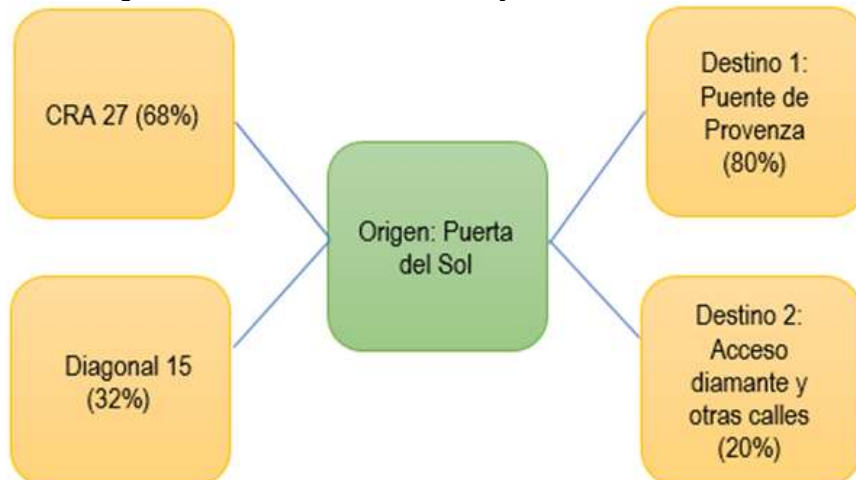 CRA 27 (68%)
Diagonal 15
(32%)
Origen: Puerta
del Sol
Destino 1:
Puente de
Provenza
(80%)
Destino 2:
Acceso
diamante y
otras calles
(20%)